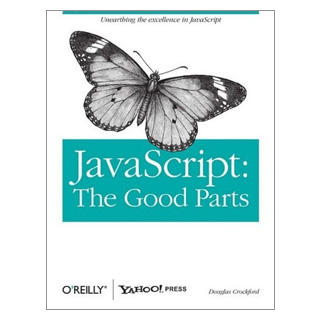 Unearthing the excellence in JavaScript
JavaScript:
The Good Parts
O'REILLY® YAHOO! PRESS
Douglas Crockford